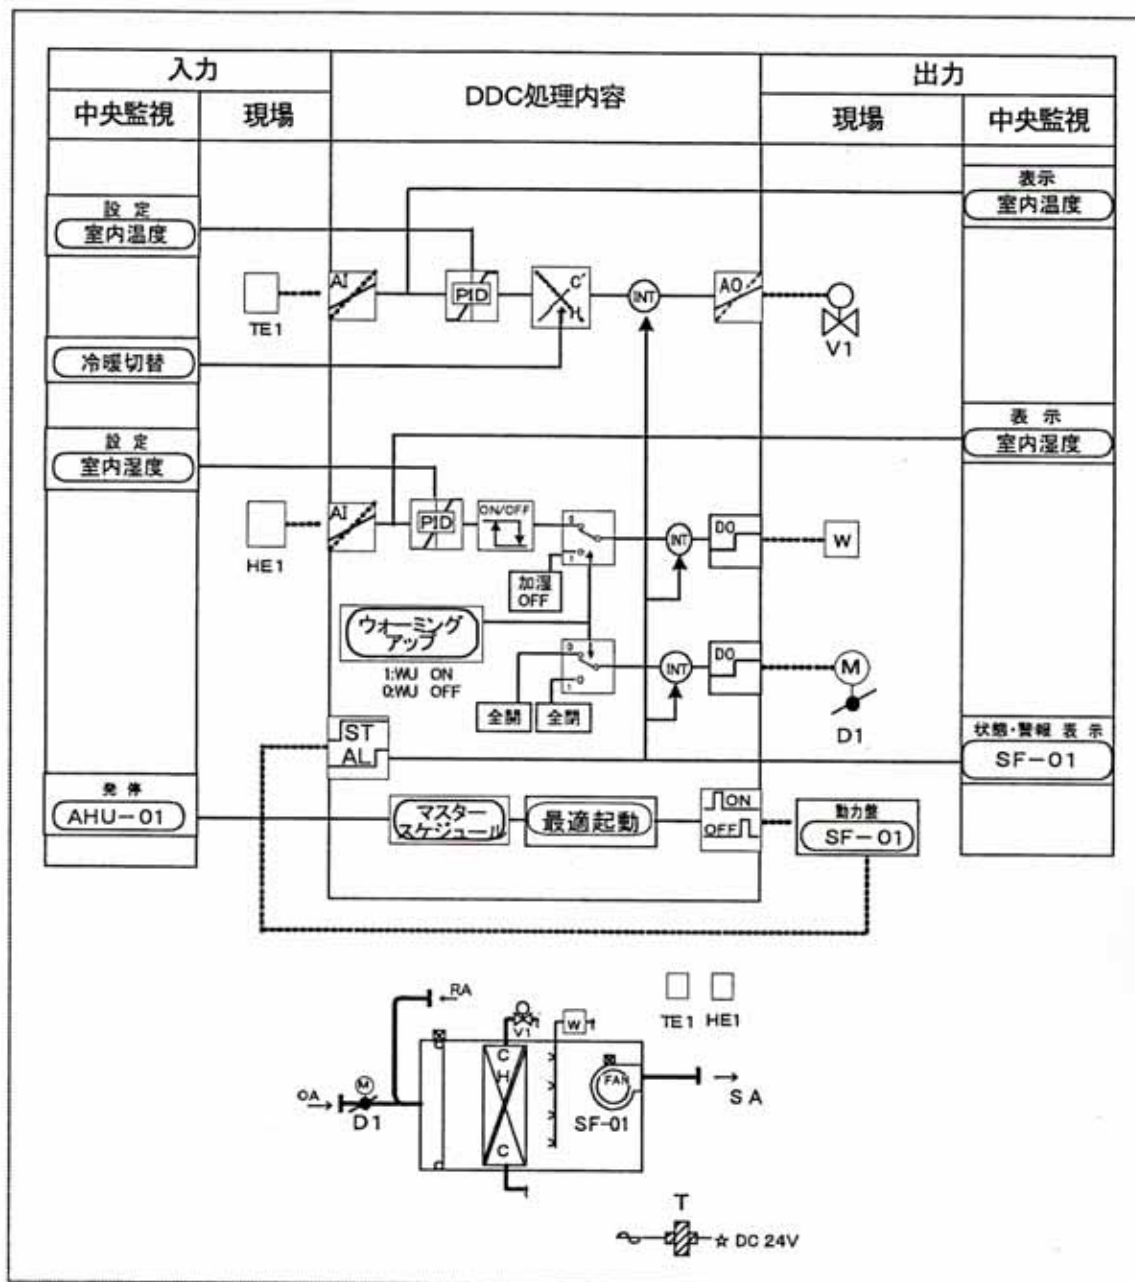 入力
DDC処理内容
出力
中央監視
現場
現場
中央監視
表示
室内温度
設定
室内温度
AI
PID
C
H
INT
AO
TE1
V1
冷暖切替
表示
室内湿度
設定
室内湿度
AI
PID
ON/OFF
0
1
INT
DO
W
HE1
加湿
OFF
ウォーミング
アップ
1:WU ON
0:WU OFF
0
1
INT
DO
M
全開
全閉
D1
ST
AL
状態・警報 表示
SF-01
発停
AHU-01
マスター
スケジュール
最適起動
ON
OFF
動力盤
SF-01
RA
TE1
HE1
V1
W
C
H
C
FAN
SF-01
OA
M
D1
SA
T
☆ DC 24V